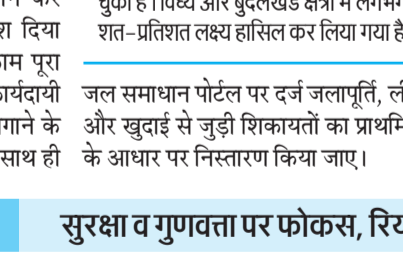 कर
श दिया
ाम पूरा
कार्यदायी
गाने के
साथ ही
चुका है। विंध्य और बुंदेलखंड क्षेत्रों में लगभग
शत-प्रतिशत लक्ष्य हासिल कर लिया गया है
जल समाधान पोर्टल पर दर्ज जलापूर्ति, ली
और खुदाई से जुड़ी शिकायतों का प्राथमि
के आधार पर निस्तारण किया जाए।
सुरक्षा व गुणवत्ता पर फोकस, रिय